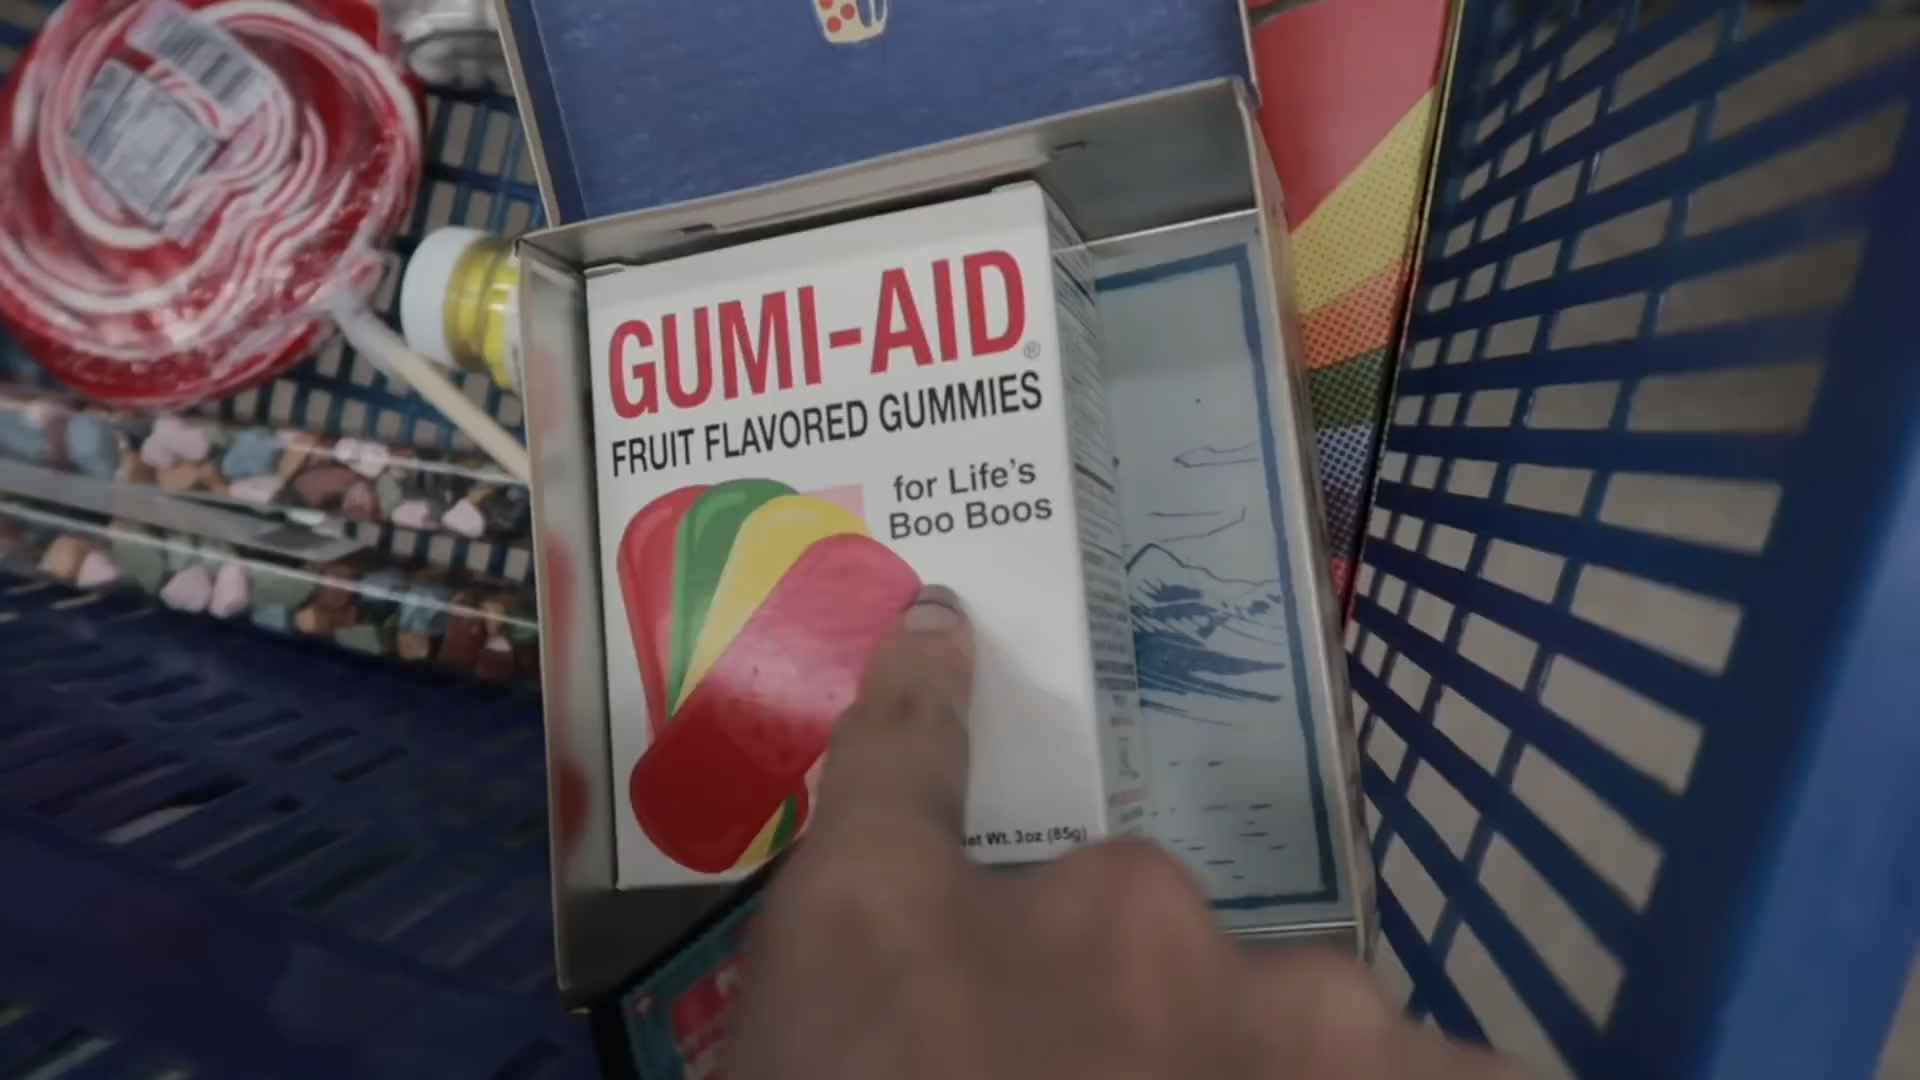 GUMI-AID®
FRUIT FLAVORED GUMMIES
for Life's
Boo Boos
Net Wt. 3oz (85g)